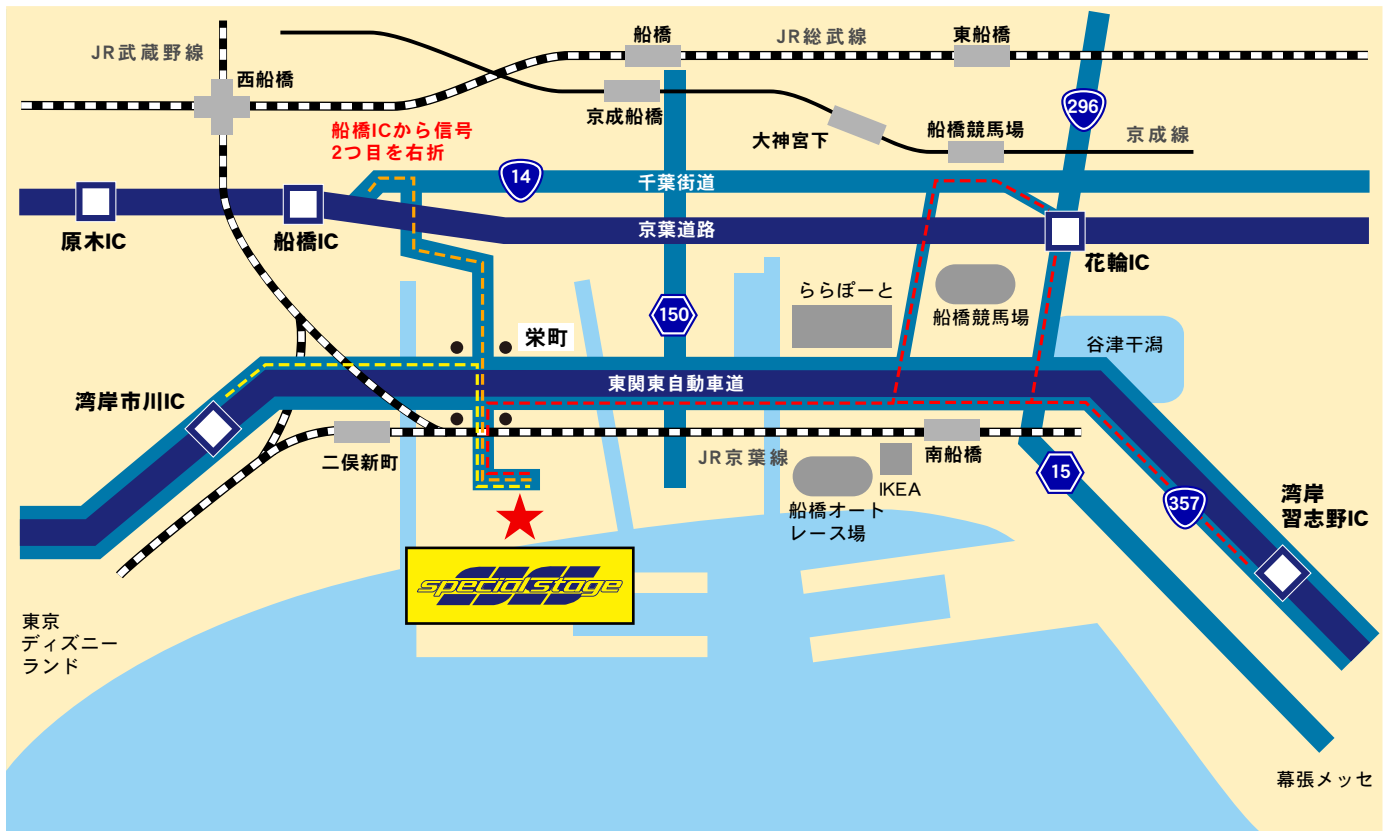 JR武蔵野線
船橋
JR総武線
東船橋
西船橋
京成船橋
296
船橋ICから信号
2つ目を右折
大神宮下
船橋競馬場
京成線
14
千葉街道
原木IC
船橋IC
京葉道路
花輪IC
ららぽーと
船橋競馬場
150
栄町
谷津干潟
東関東自動車道
湾岸市川IC
二俣新町
JR京葉線
南船橋
15
IKEA
船橋オート
レース場
357
湾岸
習志野IC
specialstage
東京
ディズニー
ランド
幕張メッセ